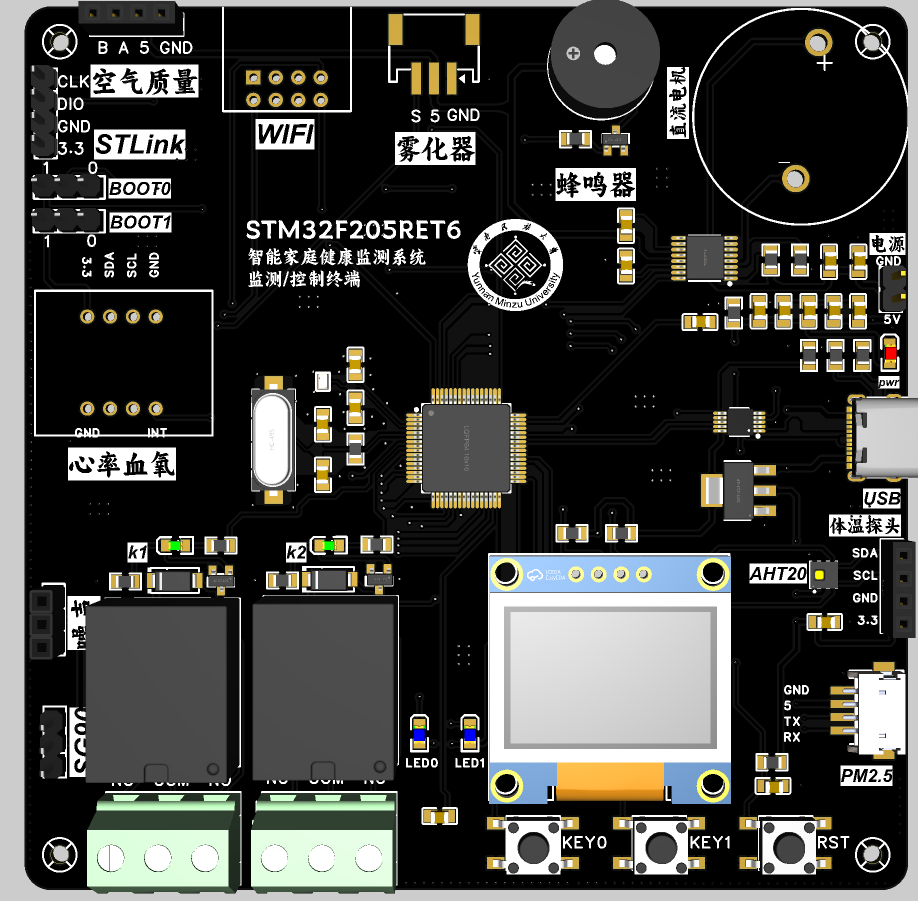 B A 5 GND
空气质量
CLK
DIO
GND
3.3
STLink
1 0
BOOT0
BOOT1
1 0
3.3
SDA
SCL
GND
WIFI
S 5 GND
雾化器
蜂鸣器
直流电机
+
STM32F205RET6
智能家庭健康监测系统
监测/控制终端
Yunnan Minzu University
电源
GND
5V
pwr
GND INT
心率血氧
LQFP64 10x10
USB
体温探头
SDA
SCL
GND
3.3
AHT20
k1
k2
SG90
NC COM NO
NC COM NO
LED0
LED1
GND
5
TX
RX
PM2.5
KEY0
KEY1
RST